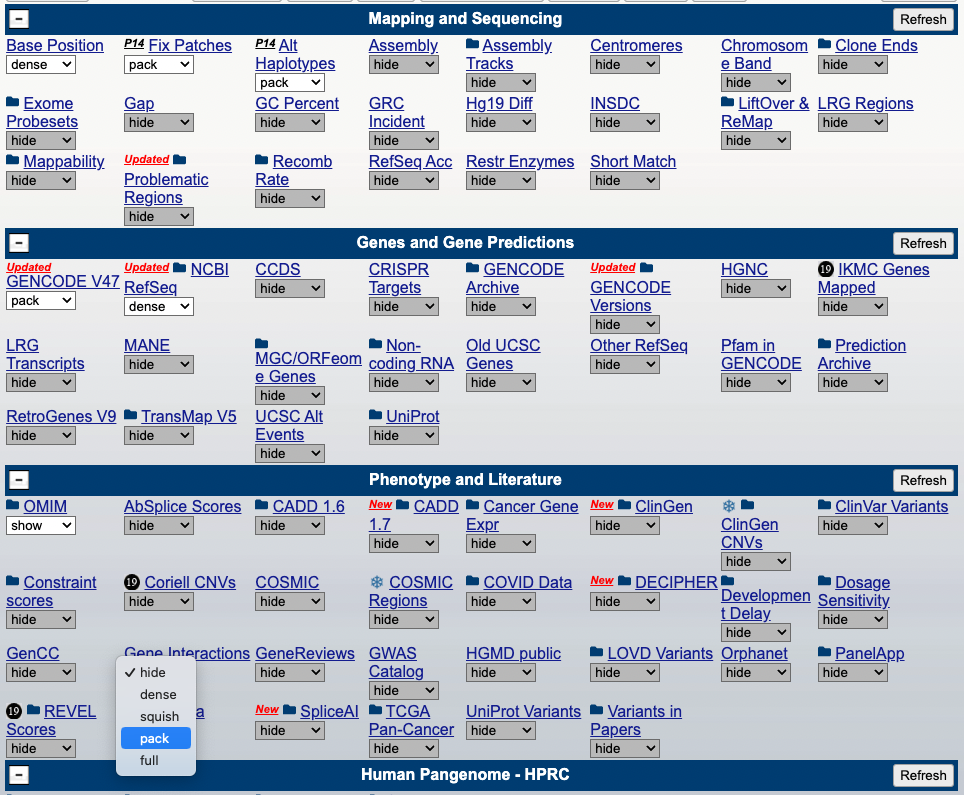 − Mapping and Sequencing Refresh
Base Position P14 Fix Patches P14 Alt Assembly Assembly Centromeres Chromosom Clone Ends
dense pack Haplotypes hide Tracks hide e Band hide
pack hide hide
Exome Gap GC Percent GRC Hg19 Diff INSDC LiftOver & LRG Regions
Probesets hide hide Incident hide hide ReMap hide
hide hide hide
Mappability Updated Recomb RefSeq Acc Restr Enzymes Short Match
hide Problematic Rate hide hide hide
Regions hide
hide
− Genes and Gene Predictions Refresh
Updated Updated NCBI CCDS CRISPR GENCODE Updated HGNC 19 IKMC Genes
GENCODE V47 RefSeq hide Targets Archive GENCODE hide Mapped
pack dense hide hide Versions hide
hide
LRG MANE MGC/ORFeom Non- Old UCSC Other RefSeq Pfam in Prediction
Transcripts hide e Genes coding RNA Genes hide GENCODE Archive
hide hide hide hide hide hide
RetroGenes V9 TransMap V5 UCSC Alt UniProt
hide hide Events hide
hide
− Phenotype and Literature Refresh
OMIM AbSplice Scores CADD 1.6 New CADD Cancer Gene New ClinGen ClinGen ClinVar Variants
show hide hide 1.7 Expr hide CNVs hide
hide hide hide
Constraint 19 Coriell CNVs COSMIC COSMIC COVID Data New DECIPHER Developmen Dosage
scores hide hide Regions hide hide t Delay Sensitivity
hide hide hide hide
GenCC Gene Interactions GeneReviews GWAS HGMD public LOVD Variants Orphanet PanelApp
hide hide Catalog hide hide hide hide
hide
✓ hide
dense
squish
pack
full
19 REVEL a New SpliceAI TCGA UniProt Variants Variants in
Scores hide Pan-Cancer hide Papers
hide hide hide
− Human Pangenome - HPRC Refresh